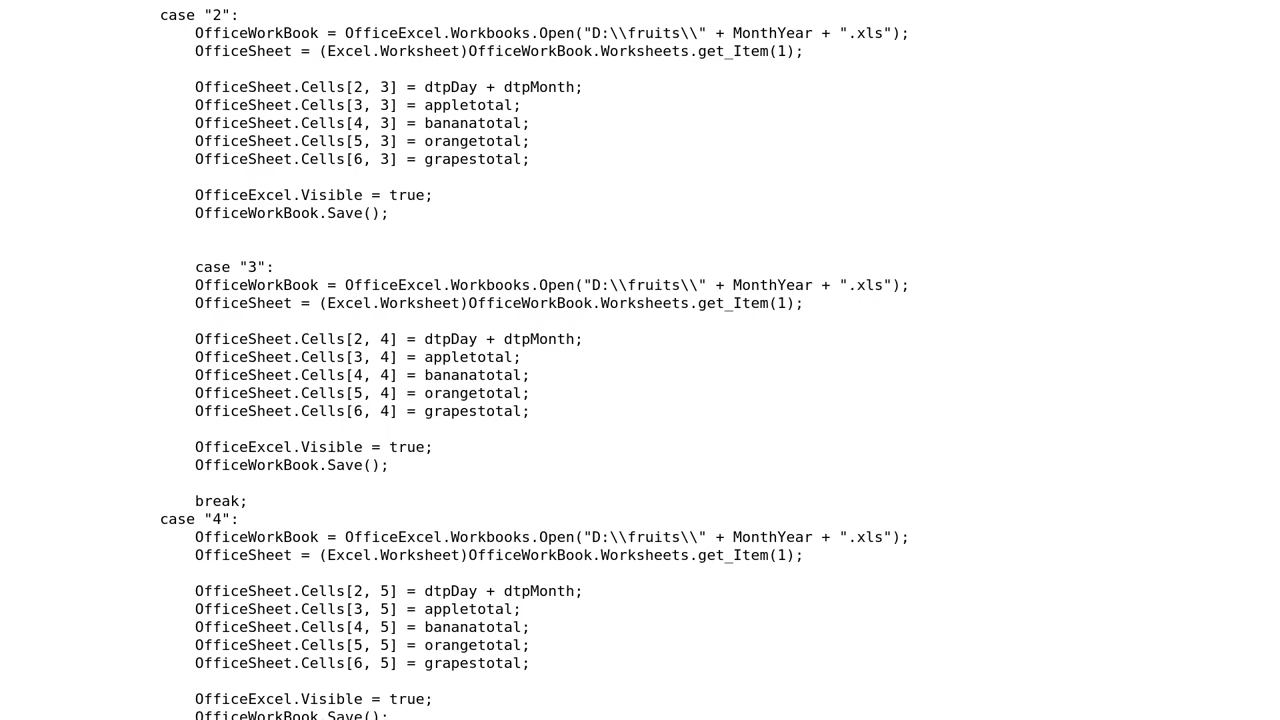 case "2":
OfficeWorkBook = OfficeExcel.Workbooks.Open("D:\\fruits\\" + MonthYear + ".xls");
OfficeSheet = (Excel.Worksheet)OfficeWorkBook.Worksheets.get_Item(1);
OfficeSheet.Cells[2, 3] = dtpDay + dtpMonth;
OfficeSheet.Cells[3, 3] = appletotal;
OfficeSheet.Cells[4, 3] = bananatotal;
OfficeSheet.Cells[5, 3] = orangetotal;
OfficeSheet.Cells[6, 3] = grapestotal;
OfficeExcel.Visible = true;
OfficeWorkBook.Save();
case "3":
OfficeWorkBook = OfficeExcel.Workbooks.Open("D:\\fruits\\" + MonthYear + ".xls");
OfficeSheet = (Excel.Worksheet)OfficeWorkBook.Worksheets.get_Item(1);
OfficeSheet.Cells[2, 4] = dtpDay + dtpMonth;
OfficeSheet.Cells[3, 4] = appletotal;
OfficeSheet.Cells[4, 4] = bananatotal;
OfficeSheet.Cells[5, 4] = orangetotal;
OfficeSheet.Cells[6, 4] = grapestotal;
OfficeExcel.Visible = true;
OfficeWorkBook.Save();
break;
case "4":
OfficeWorkBook = OfficeExcel.Workbooks.Open("D:\\fruits\\" + MonthYear + ".xls");
OfficeSheet = (Excel.Worksheet)OfficeWorkBook.Worksheets.get_Item(1);
OfficeSheet.Cells[2, 5] = dtpDay + dtpMonth;
OfficeSheet.Cells[3, 5] = appletotal;
OfficeSheet.Cells[4, 5] = bananatotal;
OfficeSheet.Cells[5, 5] = orangetotal;
OfficeSheet.Cells[6, 5] = grapestotal;
OfficeExcel.Visible = true;
OfficeWorkBook.Save();